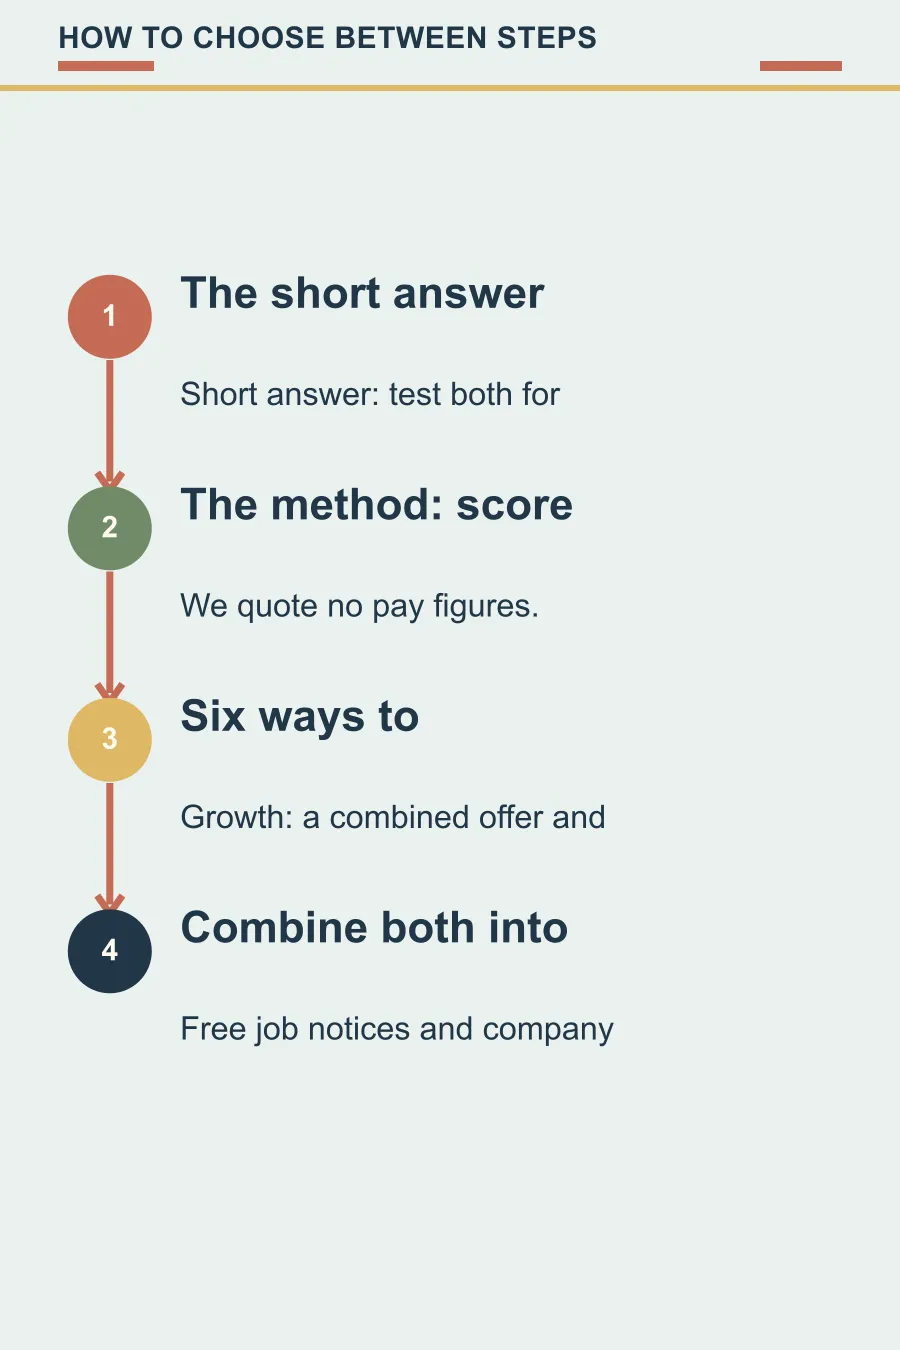 HOW TO CHOOSE BETWEEN STEPS
1
The short answer
Short answer: test both for
2
The method: score
We quote no pay figures.
3
Six ways to
Growth: a combined offer and
4
Combine both into
Free job notices and company